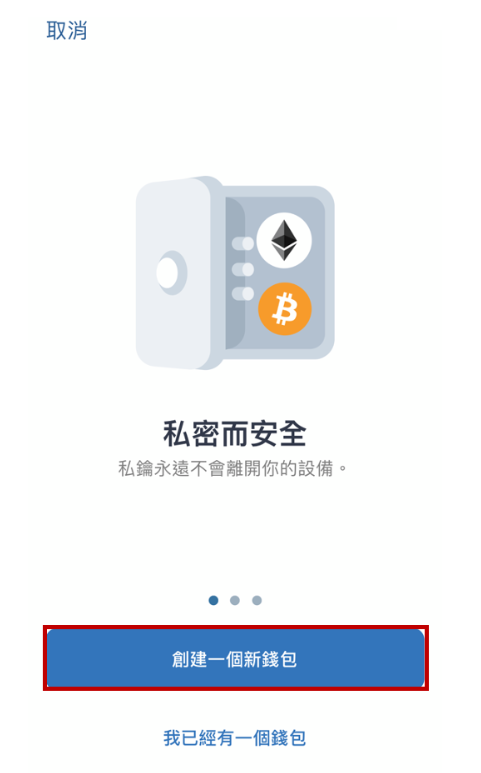 取消
私密而安全
私鑰永遠不會離開你的設備。
創建一個新錢包
我已經有一個錢包